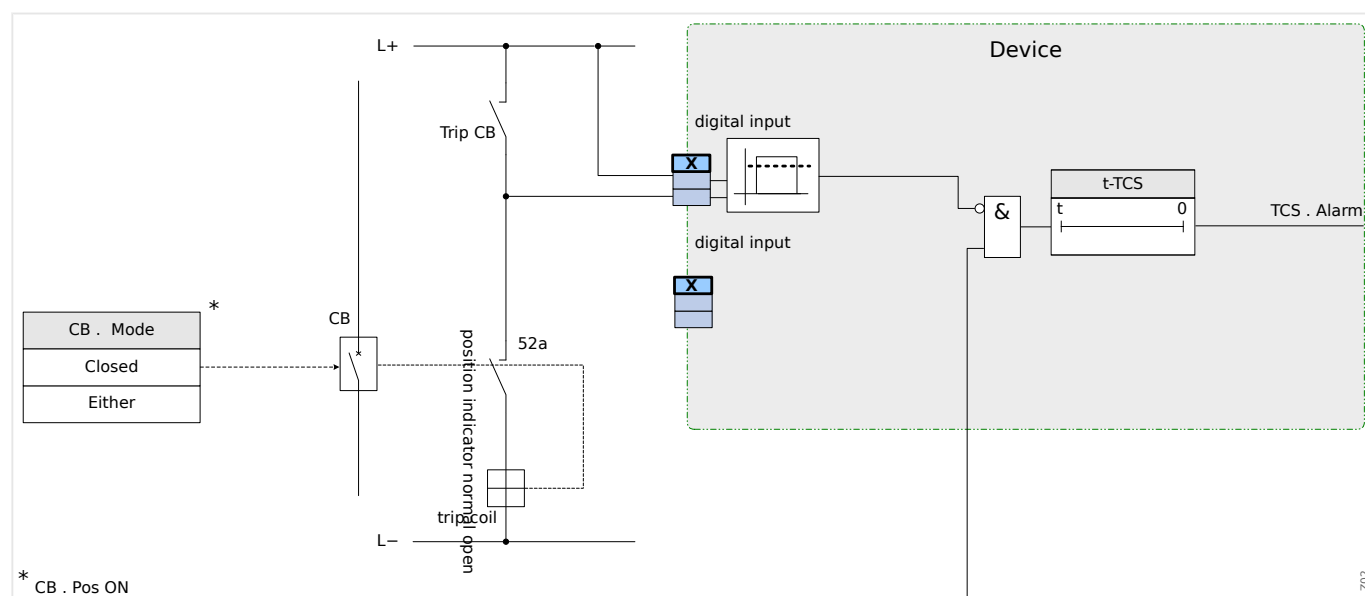 L+
Device
digital input
Trip CB
X
t-TCS
t 0
&
TCS . Alarm
digital input
X
*
CB . Mode
CB
Closed
52a
Either
position indicator normal open
trip coil
L−
* CB . Pos ON